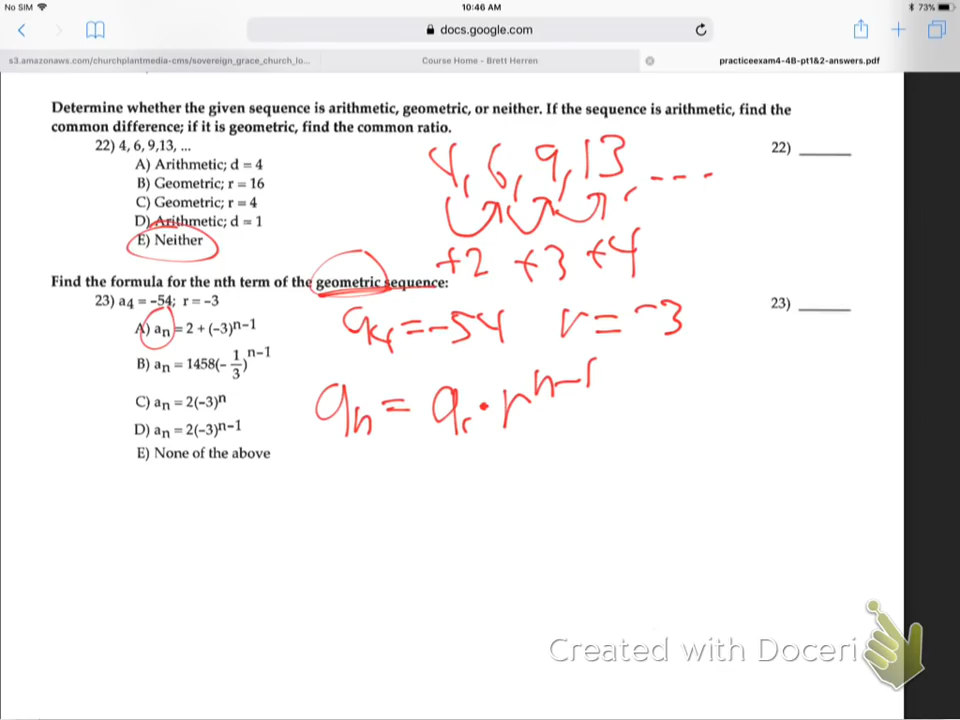 No SIM 10:46 AM 73%
docs.google.com
s3.amazonaws.com/churchplantmedia-cms/sovereign_grace_church_lo... Course Home - Brett Herren practiceexam4-4B-pt1&2-answers.pdf
Determine whether the given sequence is arithmetic, geometric, or neither. If the sequence is arithmetic, find the
common difference; if it is geometric, find the common ratio.
22) 4, 6, 9,13, ... 22) ______
A) Arithmetic; d = 4
B) Geometric; r = 16
C) Geometric; r = 4
D) Arithmetic; d = 1
E) Neither
4, 6, 9, 13, ---
+2 +3 +4
Find the formula for the nth term of the geometric sequence:
23) a4 = -54; r = -3 23) ______
A) an = 2 + (-3)^n-1
B) an = 1458(-1/3)^n-1
C) an = 2(-3)^n
D) an = 2(-3)^n-1
E) None of the above
a4 = -54 r = -3
an = a1 · r^n-1
Created with Doceri